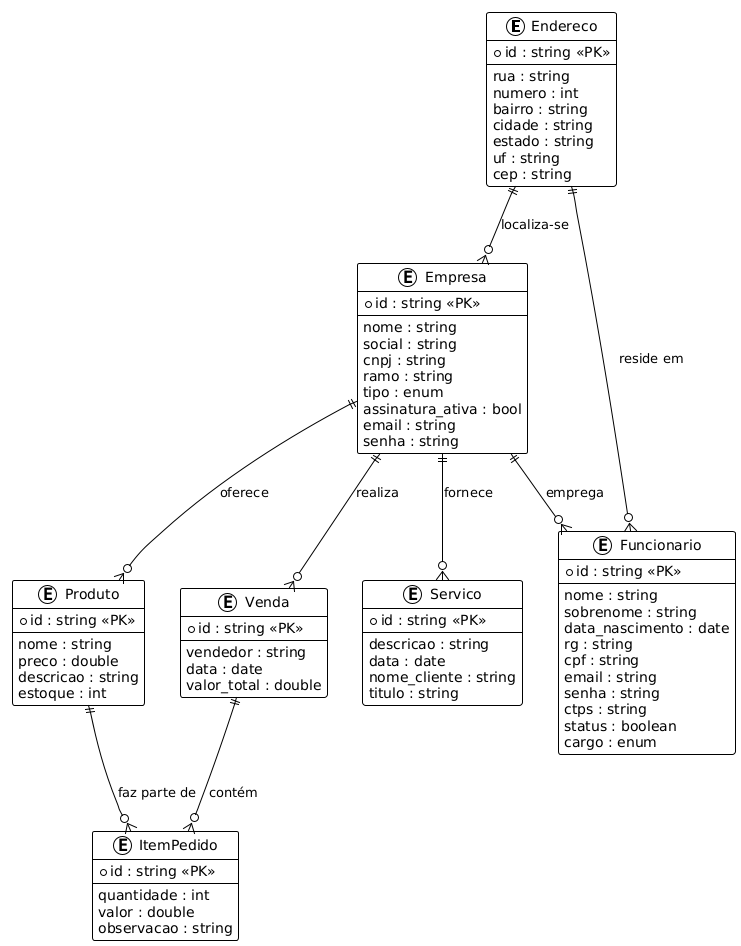 E Endereco
id : string «PK»
rua : string
numero : int
bairro : string
cidade : string
estado : string
uf : string
cep : string
localiza-se
E Empresa
id : string «PK»
nome : string
social : string
cnpj : string
ramo : string
tipo : enum
assinatura_ativa : bool
email : string
senha : string
reside em
oferece
realiza
fornece
emprega
E Produto
id : string «PK»
nome : string
preco : double
descricao : string
estoque : int
E Venda
id : string «PK»
vendedor : string
data : date
valor_total : double
E Servico
id : string «PK»
descricao : string
data : date
nome_cliente : string
titulo : string
E Funcionario
id : string «PK»
nome : string
sobrenome : string
data_nascimento : date
rg : string
cpf : string
email : string
senha : string
ctps : string
status : boolean
cargo : enum
faz parte de
contém
E ItemPedido
id : string «PK»
quantidade : int
valor : double
observacao : string